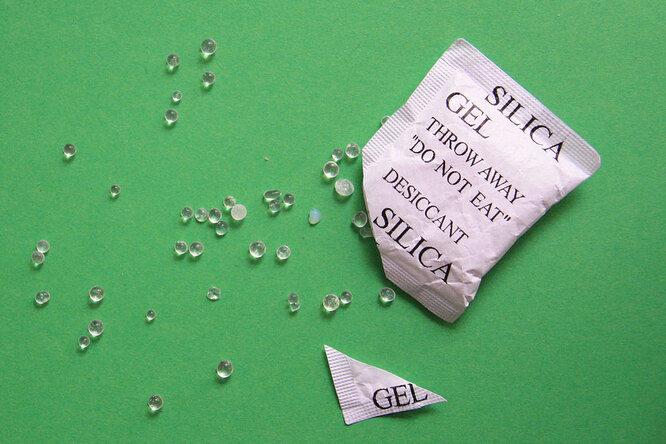 SILICA
GEL
THROW AWAY
"DO NOT EAT"
DESICCANT
SILICA
GEL